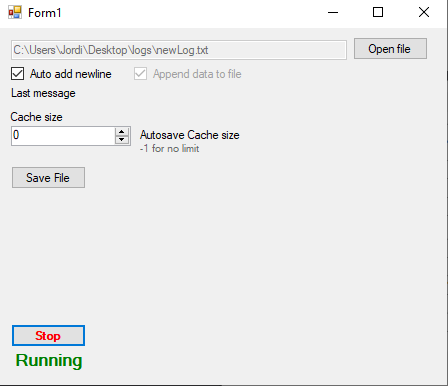 Form1
C:\Users\Jordi\Desktop\logs\newLog.txt
Open file
Auto add newline
Append data to file
Last message
Cache size
0
Autosave Cache size
-1 for no limit
Save File
Stop
Running